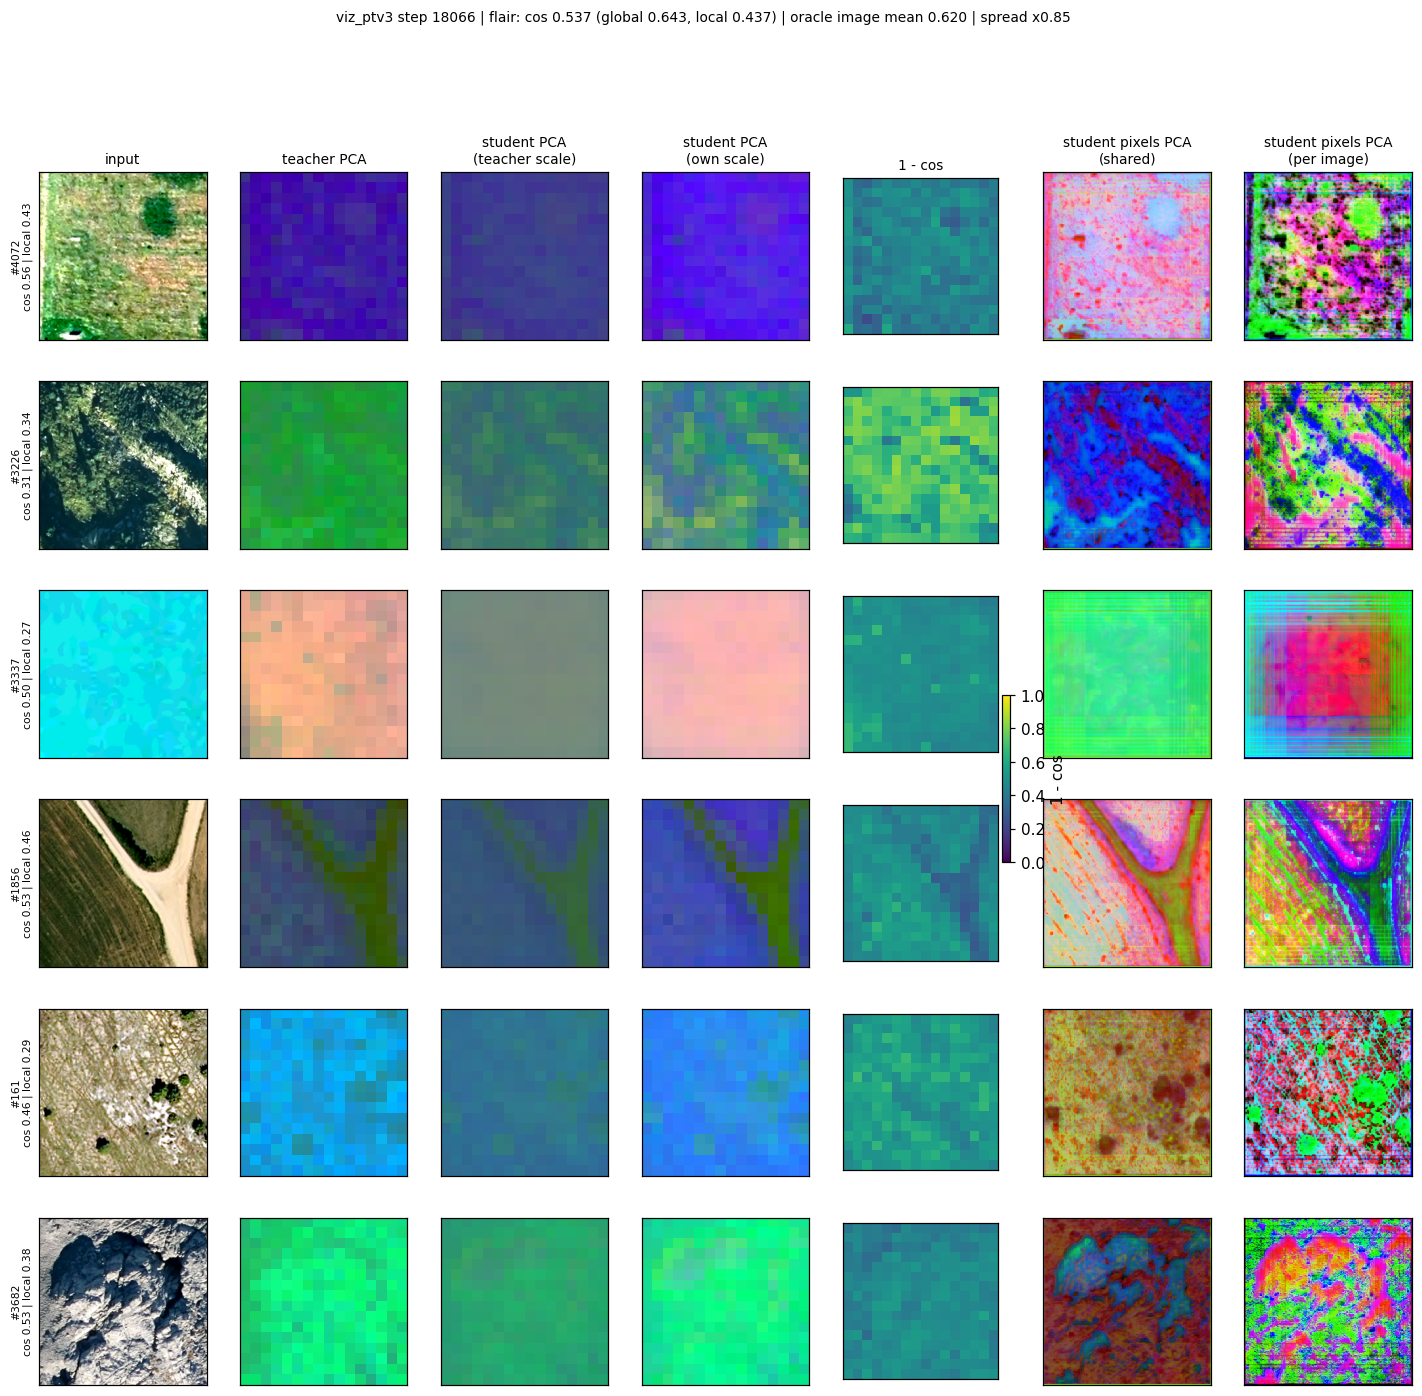 viz_ptv3 step 18066 | flair: cos 0.537 (global 0.643, local 0.437) | oracle image mean 0.620 | spread x0.85
input
teacher PCA
student PCA
(teacher scale)
student PCA
(own scale)
1 - cos
student pixels PCA
(shared)
student pixels PCA
(per image)
#4072
cos 0.56 | local 0.43
#3226
cos 0.31 | local 0.34
#3337
cos 0.50 | local 0.27
1.0
0.8
0.6
0.4
0.2
0.0
1 - cos
#1856
cos 0.53 | local 0.46
#161
cos 0.46 | local 0.29
#3682
cos 0.53 | local 0.38